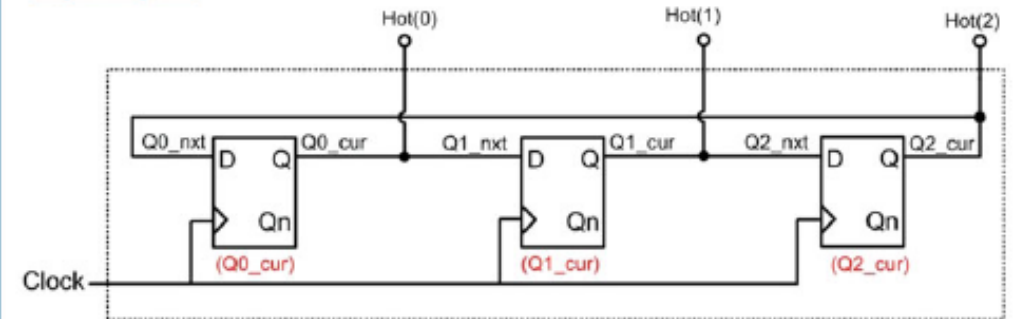 Hot(0) Hot(1) Hot(2)
Q0_nxt Q0_cur Q1_nxt Q1_cur Q2_nxt Q2_cur
D Q D Q D Q
Qn Qn Qn
(Q0_cur) (Q1_cur) (Q2_cur)
Clock